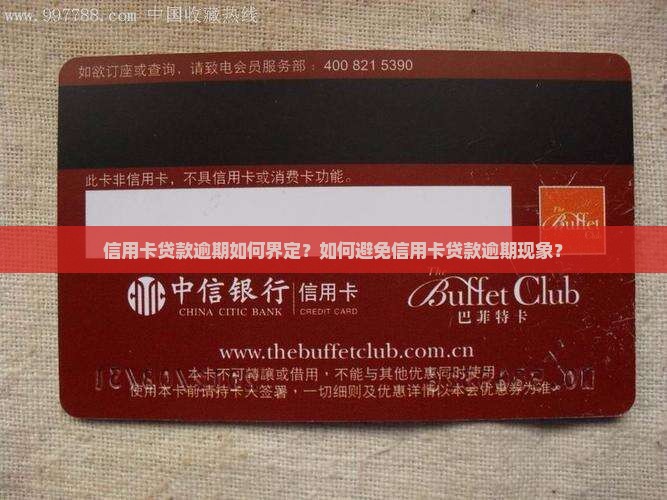 www.997788.com 中国收藏热线
如欲订座或查询，请致电会员服务部：400 821 5390
此卡非信用卡，不具信用卡或消费卡功能。
The Buffet
信用卡贷款逾期如何界定？如何避免信用卡贷款逾期现象？
中信银行 信用卡
CHINA CITIC BANK CREDIT CARD
The Buffet Club
巴菲特卡
www.thebuffetclub.com.cn
本卡不可轉讓或借用，不能与其他优惠同时使用
使用本卡前请持卡人签署，一切细则及优惠详情以本会优惠券为准。